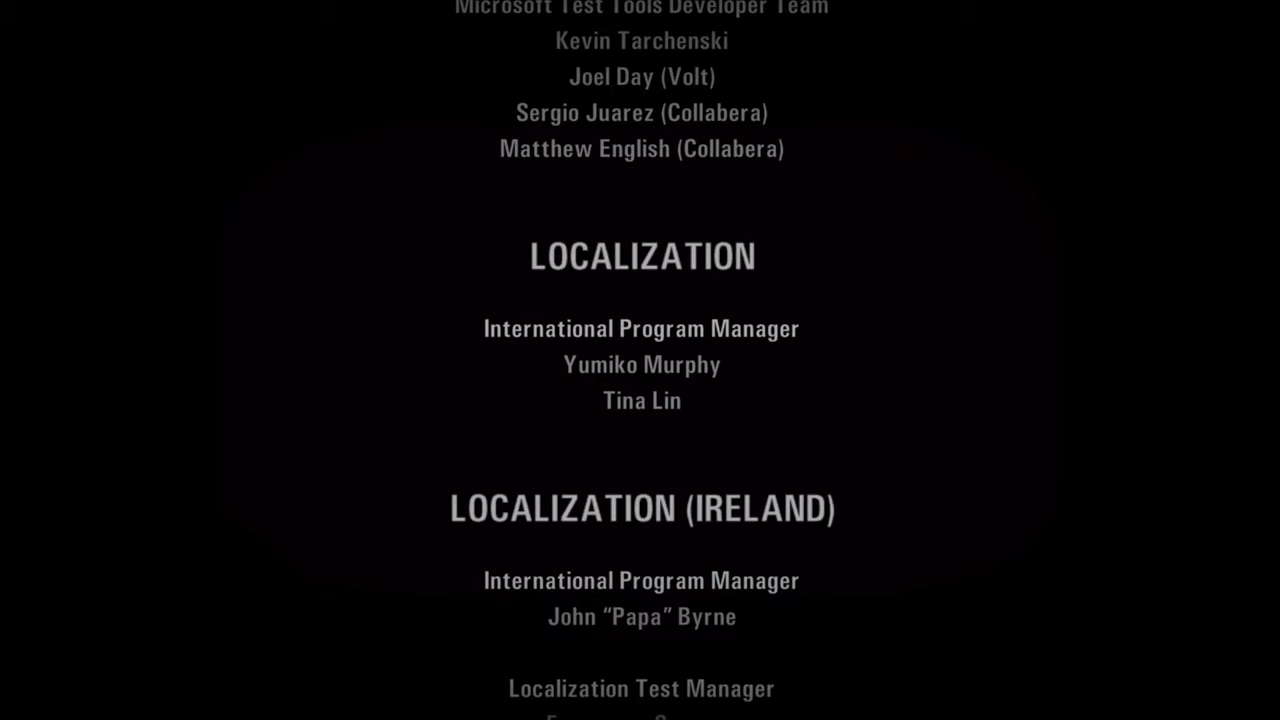 Microsoft Test Tools Developer Team
Kevin Tarchenski
Joel Day (Volt)
Sergio Juarez (Collabera)
Matthew English (Collabera)
LOCALIZATION
International Program Manager
Yumiko Murphy
Tina Lin
LOCALIZATION (IRELAND)
International Program Manager
John “Papa” Byrne
Localization Test Manager